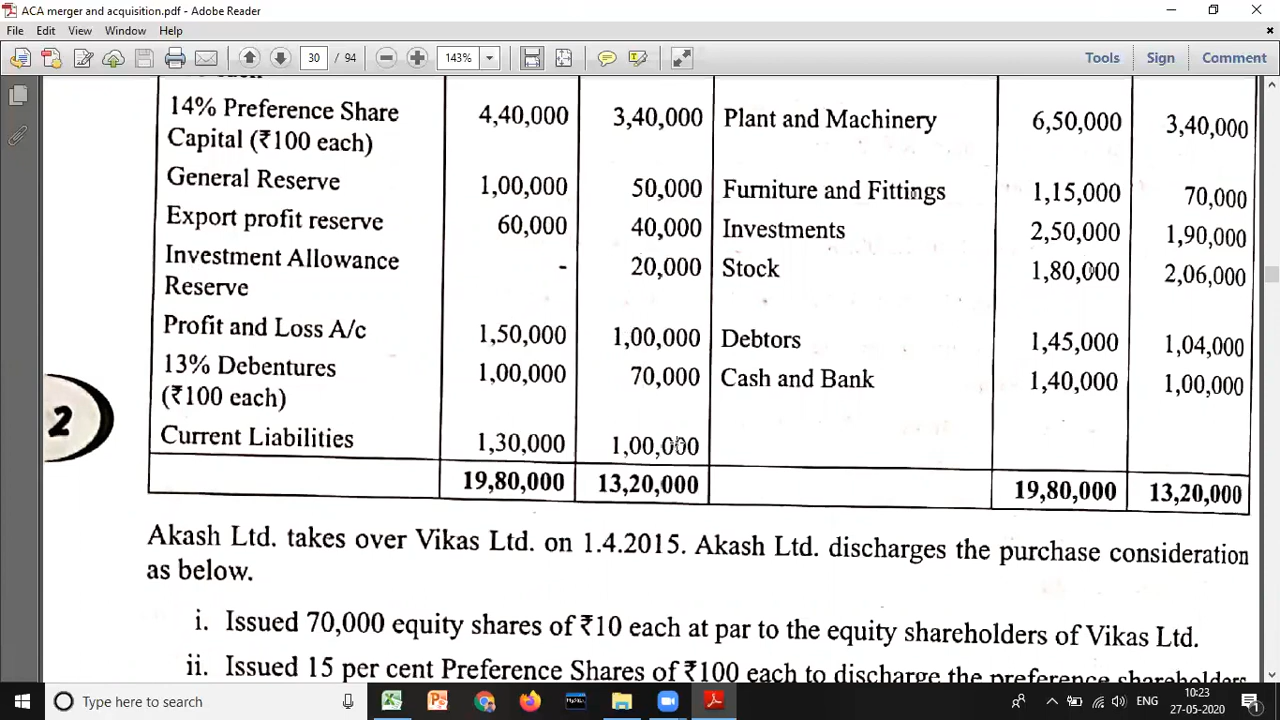 ACA merger and acquisition.pdf - Adobe Reader
File Edit View Window Help
30 / 94 143% Tools Sign Comment
14% Preference Share 4,40,000 3,40,000 Plant and Machinery 6,50,000 3,40,000
Capital (₹100 each)
General Reserve 1,00,000 50,000 Furniture and Fittings 1,15,000 70,000
Export profit reserve 60,000 40,000 Investments 2,50,000 1,90,000
Investment Allowance - 20,000 Stock 1,80,000 2,06,000
Reserve
Profit and Loss A/c 1,50,000 1,00,000 Debtors 1,45,000 1,04,000
13% Debentures 1,00,000 70,000 Cash and Bank 1,40,000 1,00,000
(₹100 each)
2
Current Liabilities 1,30,000 1,00,000
19,80,000 13,20,000 19,80,000 13,20,000
Akash Ltd. takes over Vikas Ltd. on 1.4.2015. Akash Ltd. discharges the purchase consideration
as below.
i. Issued 70,000 equity shares of ₹10 each at par to the equity shareholders of Vikas Ltd.
ii. Issued 15 per cent Preference Shares of ₹100 each to discharge the preference shareholders
Type here to search ENG 10:23
27-05-2020